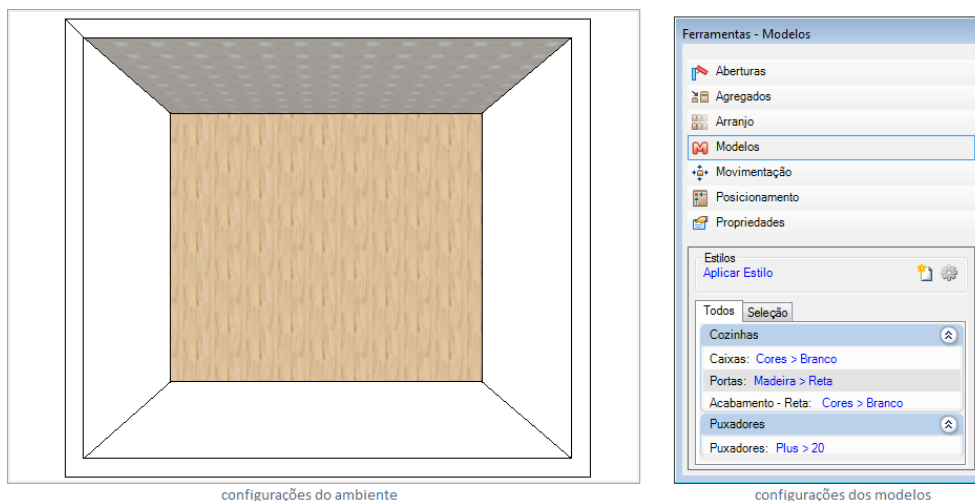 Ferramentas - Modelos
Aberturas
Agregados
Arranjo
Modelos
Movimentação
Posicionamento
Propriedades
Estilos
Aplicar Estilo
Todos Seleção
Cozinhas
Caixas: Cores > Branco
Portas: Madeira > Reta
Acabamento - Reta: Cores > Branco
Puxadores
Puxadores: Plus > 20
configurações do ambiente
configurações dos modelos